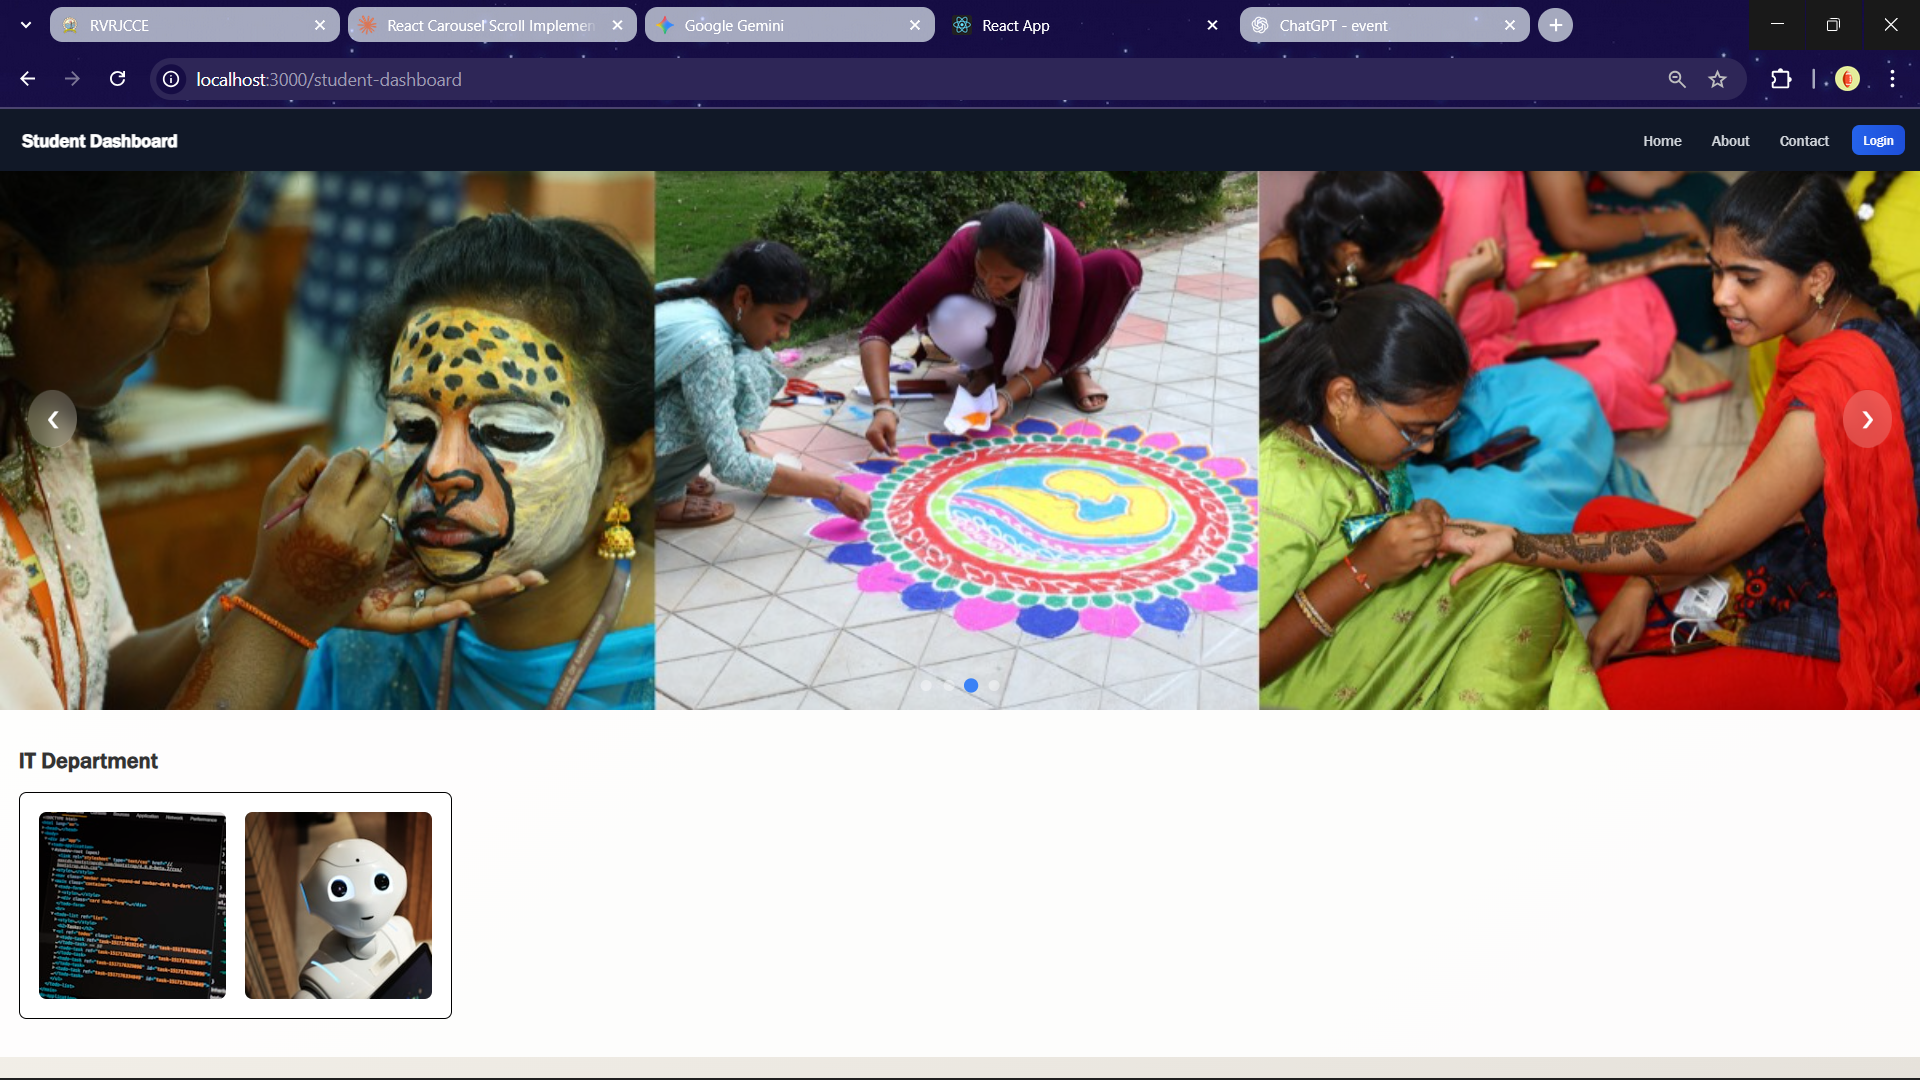 RVRJCCE
React Carousel Scroll Implemen
Google Gemini
React App
ChatGPT - event
localhost:3000/student-dashboard
Student Dashboard
Home
About
Contact
Login
IT Department